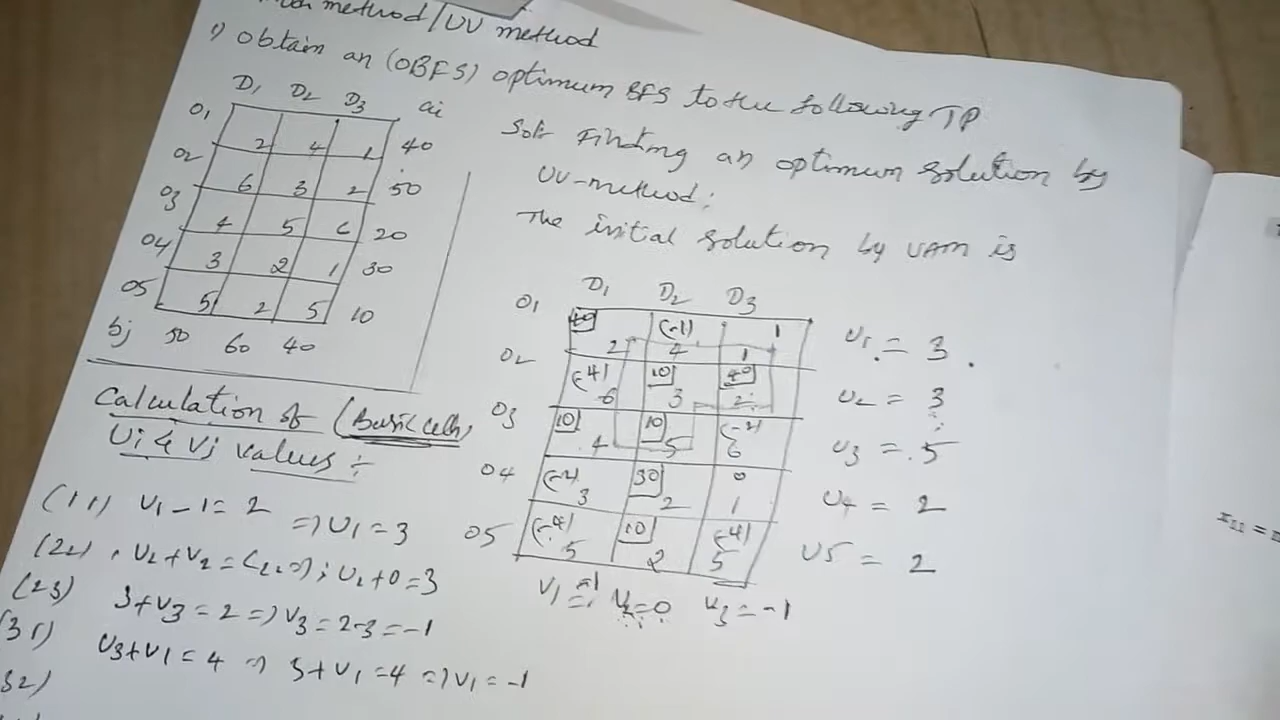 method/UV method
1) Obtain an (OBFS) optimum BFS to the following TP
D1 D2 D3 ai
O1 2 4 1 40
O2 6 3 2 50
O3 4 5 6 20
O4 3 2 1 30
O5 5 2 5 10
bj 50 60 40
Calculation of (Basic cells)
Ui & Vj values :-
(11) U1 - 1 = 2 => U1 = 3
(22) U2 + V2 = C22 => ; U2 + 0 = 3
(23) 3 + V3 = 2 => V3 = 2-3 = -1
(31) U3 + V1 = 4 => 5 + V1 = 4 => V1 = -1
32)
Sol: Finding an optimum solution by
UV-method:
The initial solution by VAM is
D1 D2 D3
O1 40 2 (-1) 4 1 1 U1 = 3
O2 (-4) 6 10 3 40 2 U2 = 3
O3 10 4 10 5 (-2) 6 U3 = 5
O4 (-2) 3 30 2 0 1 U4 = 2
O5 (-4) 5 10 2 (-4) 5 U5 = 2
V1 = -1 V2 = 0 V3 = -1